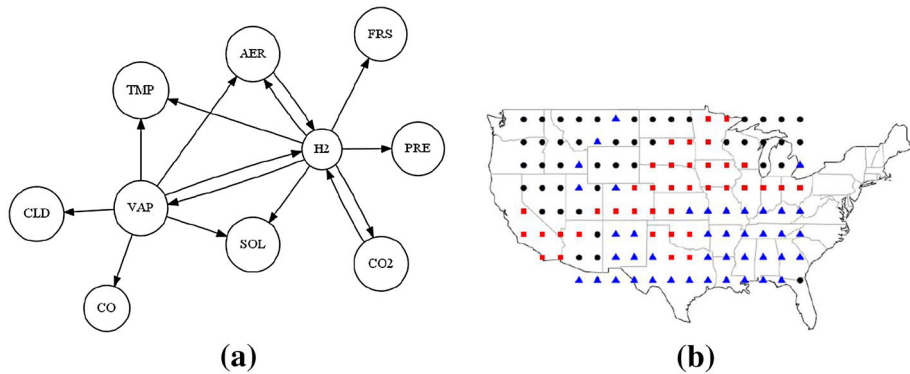 FRS
AER
TMP
H2
PRE
CLD
VAP
SOL
CO2
CO
(a)
(b)